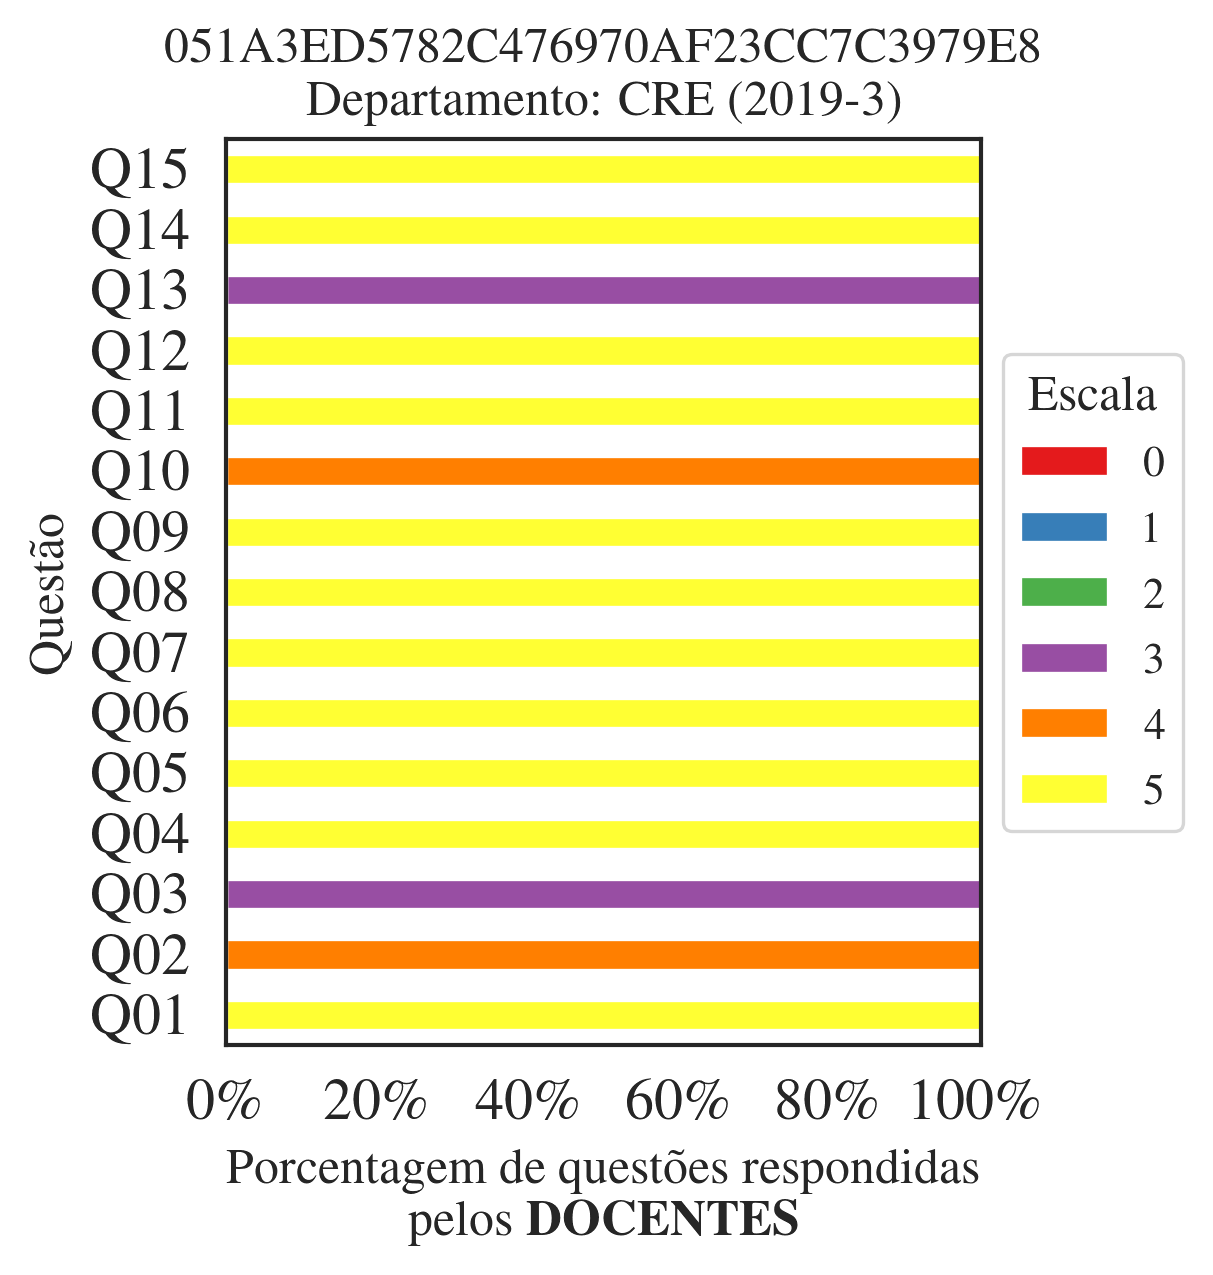 051A3ED5782C476970AF23CC7C3979E8
Departamento: CRE (2019-3)
Q15
Q14
Q13
Q12
Q11
Q10
Q09
Q08
Q07
Q06
Q05
Q04
Q03
Q02
Q01
Questão
0% 20% 40% 60% 80% 100%
Porcentagem de questões respondidas
pelos DOCENTES
Escala
0
1
2
3
4
5